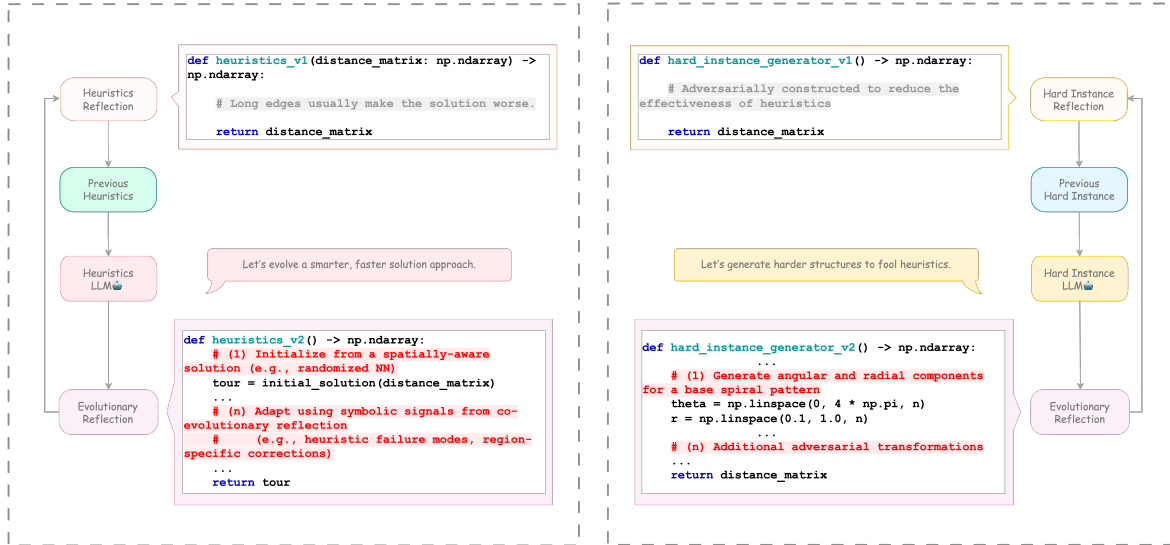 Heuristics
Reflection
def heuristics_v1(distance_matrix: np.ndarray) ->
np.ndarray:
# Long edges usually make the solution worse.
return distance_matrix
Previous
Heuristics
Heuristics
LLM
Let's evolve a smarter, faster solution approach.
def heuristics_v2() -> np.ndarray:
# (1) Initialize from a spatially-aware
solution (e.g., randomized NN)
tour = initial_solution(distance_matrix)
...
# (n) Adapt using symbolic signals from co-
evolutionary reflection
# (e.g., heuristic failure modes, region-
specific corrections)
...
return tour
Evolutionary
Reflection
def hard_instance_generator_v1() -> np.ndarray:
# Adversarially constructed to reduce the
effectiveness of heuristics
return distance_matrix
Hard Instance
Reflection
Previous
Hard Instance
Let's generate harder structures to fool heuristics.
Hard Instance
LLM
def hard_instance_generator_v2() -> np.ndarray:
...
# (1) Generate angular and radial components
for a base spiral pattern
theta = np.linspace(0, 4 * np.pi, n)
r = np.linspace(0.1, 1.0, n)
...
# (n) Additional adversarial transformations
...
return distance_matrix
Evolutionary
Reflection